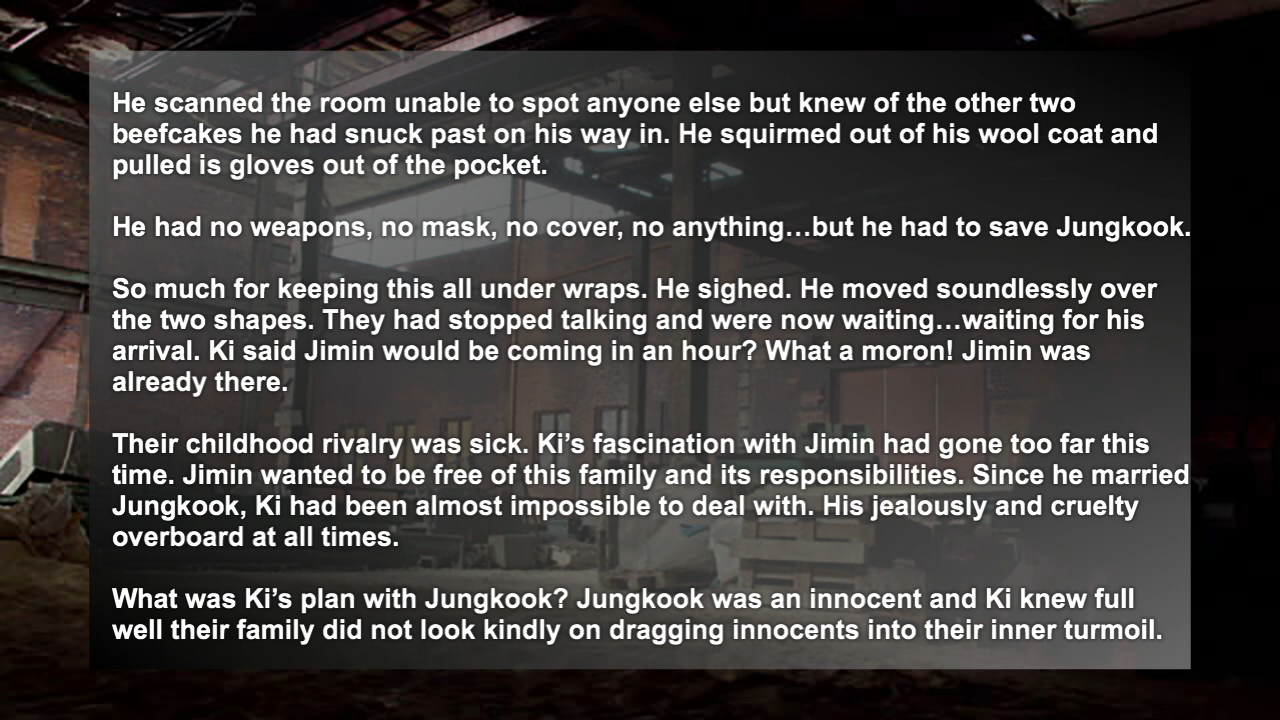 He scanned the room unable to spot anyone else but knew of the other two
beefcakes he had snuck past on his way in. He squirmed out of his wool coat and
pulled is gloves out of the pocket.
He had no weapons, no mask, no cover, no anything…but he had to save Jungkook.
So much for keeping this all under wraps. He sighed. He moved soundlessly over
the two shapes. They had stopped talking and were now waiting…waiting for his
arrival. Ki said Jimin would be coming in an hour? What a moron! Jimin was
already there.
Their childhood rivalry was sick. Ki’s fascination with Jimin had gone too far this
time. Jimin wanted to be free of this family and its responsibilities. Since he married
Jungkook, Ki had been almost impossible to deal with. His jealously and cruelty
overboard at all times.
What was Ki’s plan with Jungkook? Jungkook was an innocent and Ki knew full
well their family did not look kindly on dragging innocents into their inner turmoil.